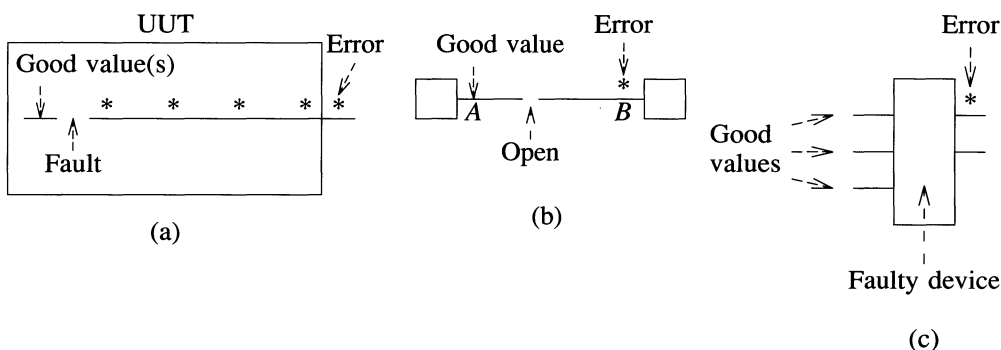 UUT
Good value(s)
Error
* * * * *
Fault
(a)
Error
Good value
*
A B
Open
(b)
Error
*
Good
values
Faulty device
(c)